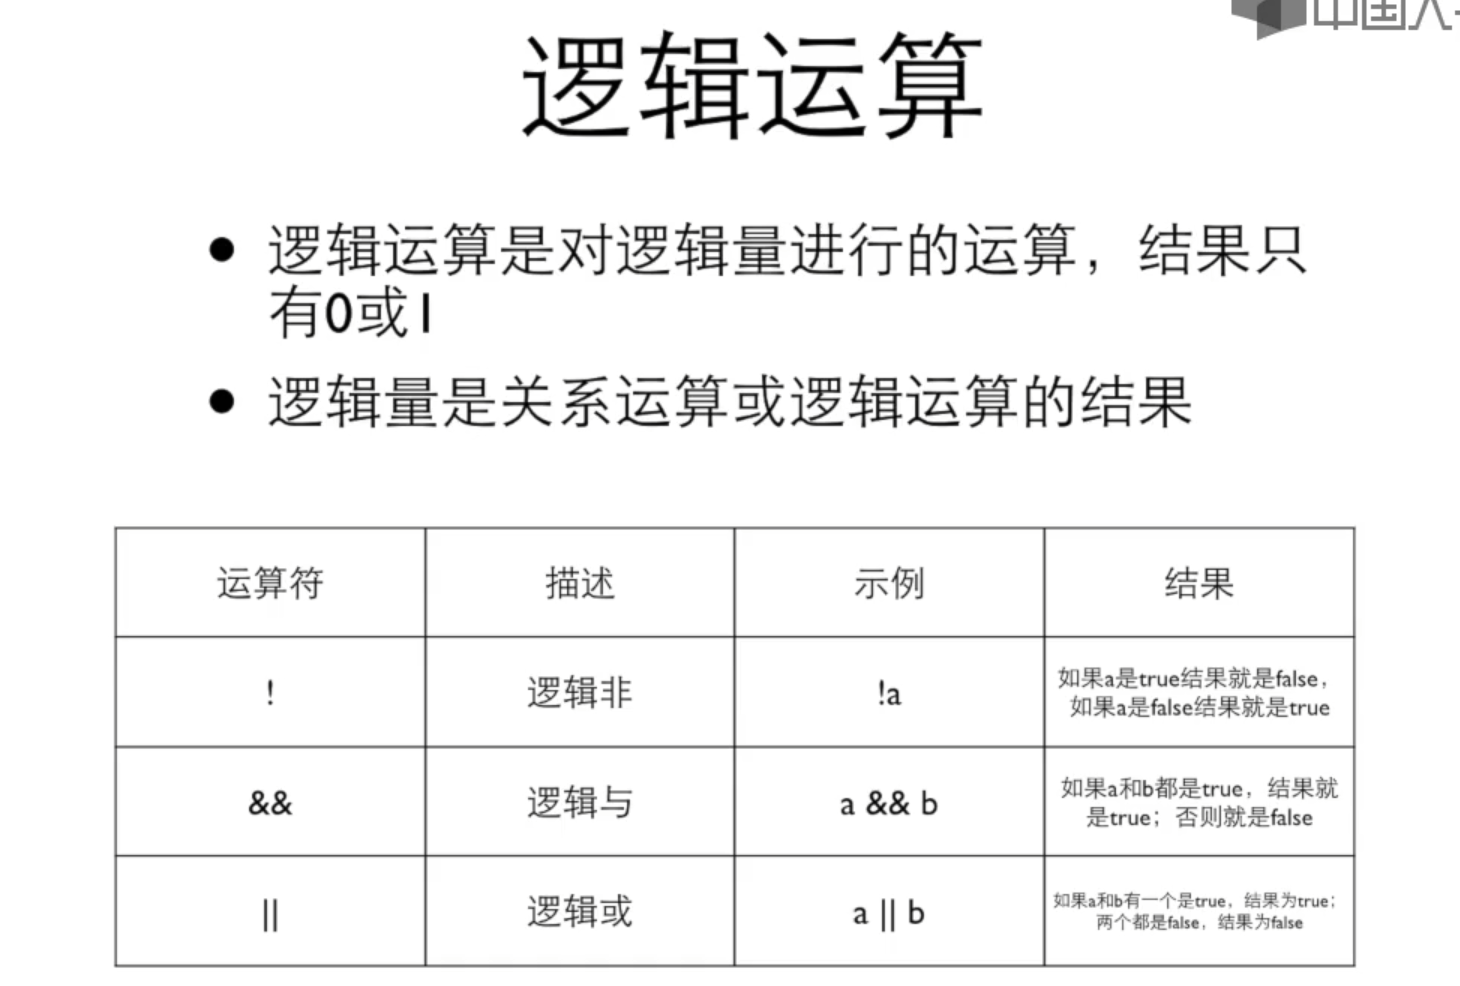 中国大
逻辑运算
● 逻辑运算是对逻辑量进行的运算，结果只
有0或1
● 逻辑量是关系运算或逻辑运算的结果
运算符 描述 示例 结果
! 逻辑非 !a 如果a是true结果就是false，
如果a是false结果就是true
&& 逻辑与 a && b 如果a和b都是true，结果就
是true；否则就是false
|| 逻辑或 a || b 如果a和b有一个是true，结果为true；
两个都是false，结果为false